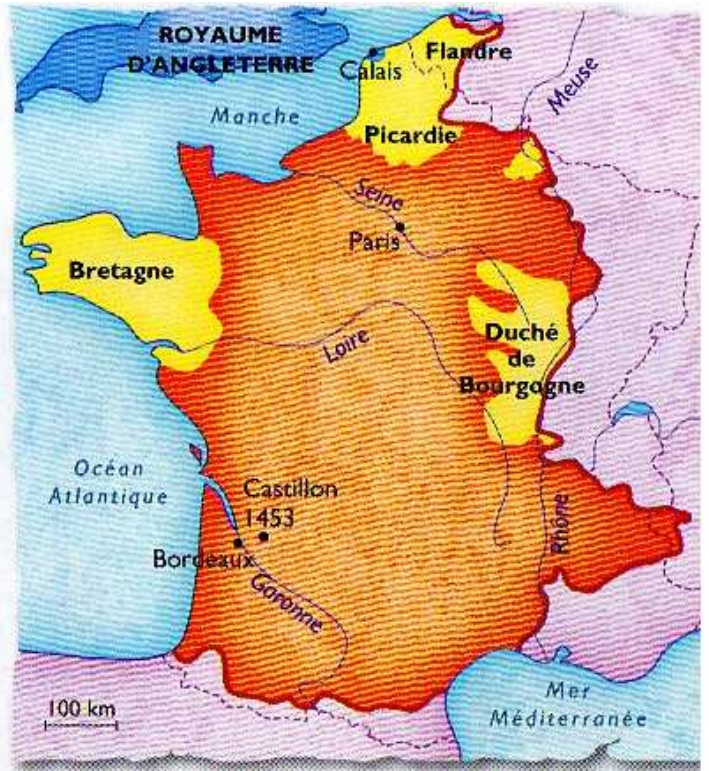 ROYAUME
D'ANGLETERRE
Flandre
Calais
Meuse
Manche
Picardie
Seine
Paris
Bretagne
Loire
Duché
de
Bourgogne
Océan
Atlantique
Castillon
1453
Bordeaux
Rhône
Garonne
100 km
Mer
Méditerranée